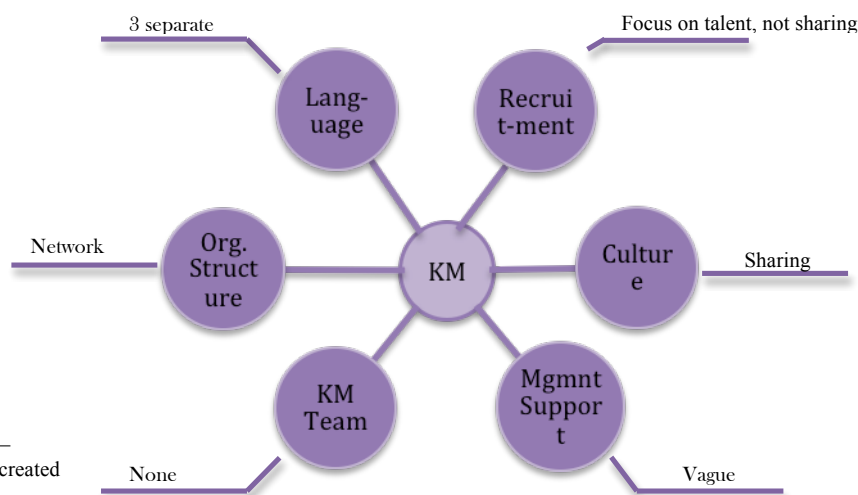 3 separate
Focus on talent, not sharing
Lang-
uage
Recrui
t-ment
Network
Org.
Struct
ure
KM
Cultur
e
Sharing
KM
Team
Mgmnt
Suppor
t
–
created
None
Vague